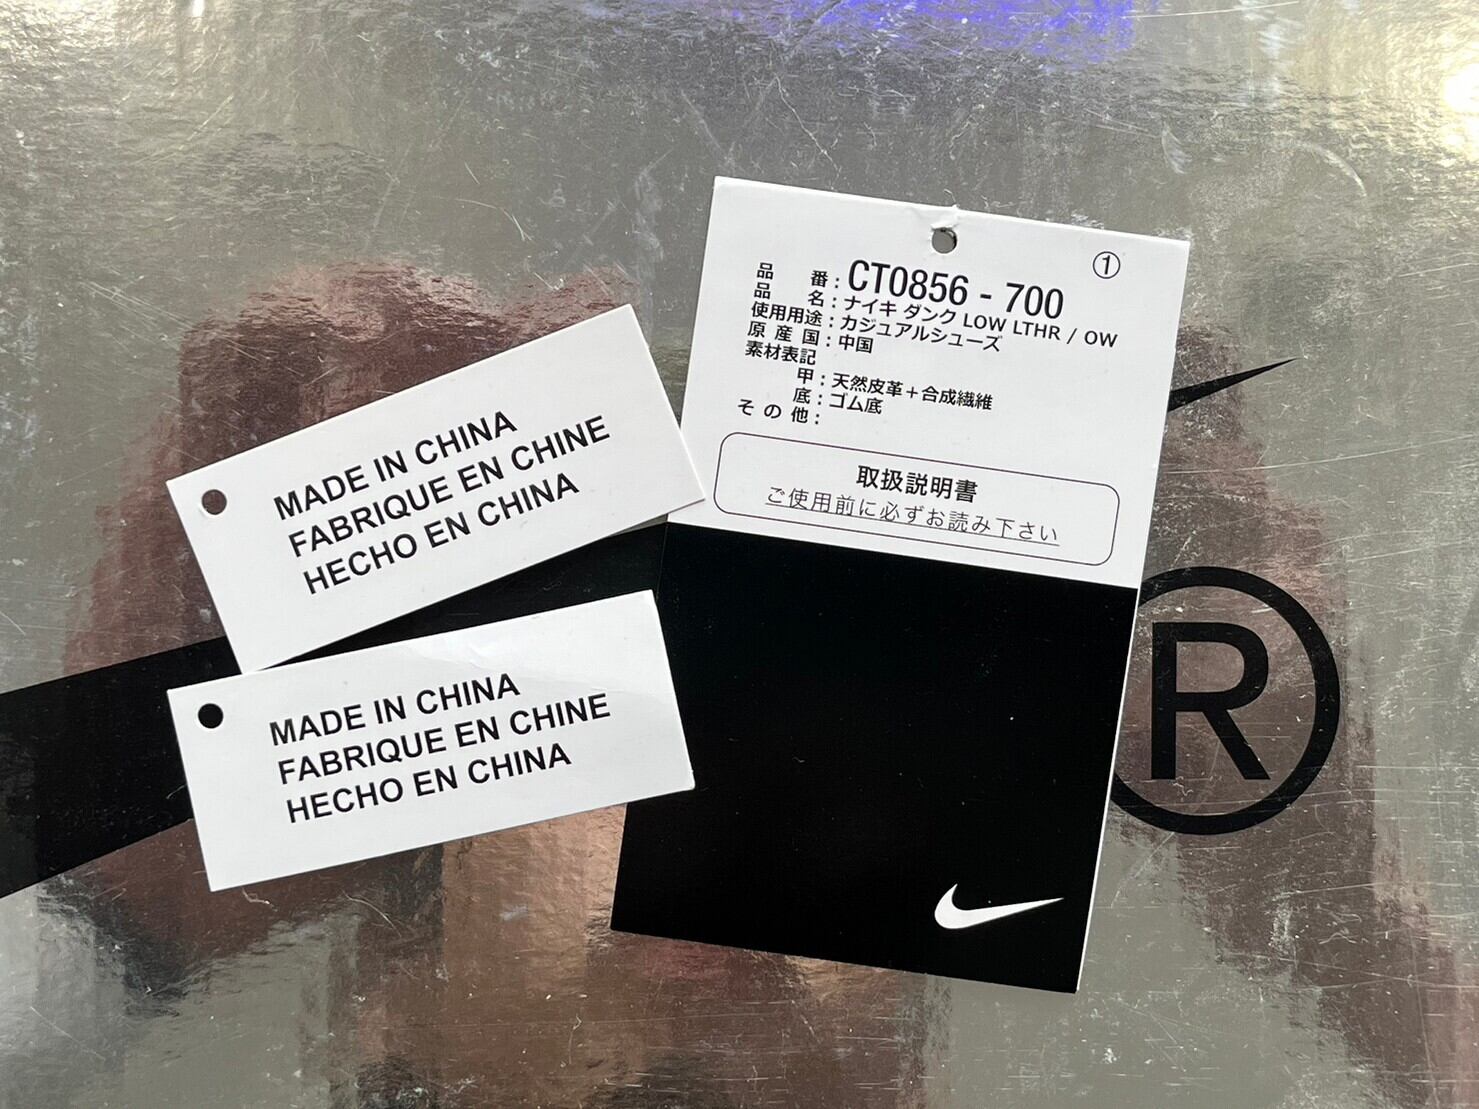 ①
品番：CT0856 - 700
品名：ナイキ ダンク LOW LTHR / OW
使用用途：カジュアルシューズ
原産国：中国
素材表記
甲：天然皮革＋合成繊維
底：ゴム底
その他：
取扱説明書
ご使用前に必ずお読み下さい
MADE IN CHINA
FABRIQUE EN CHINE
HECHO EN CHINA
MADE IN CHINA
FABRIQUE EN CHINE
HECHO EN CHINA
®